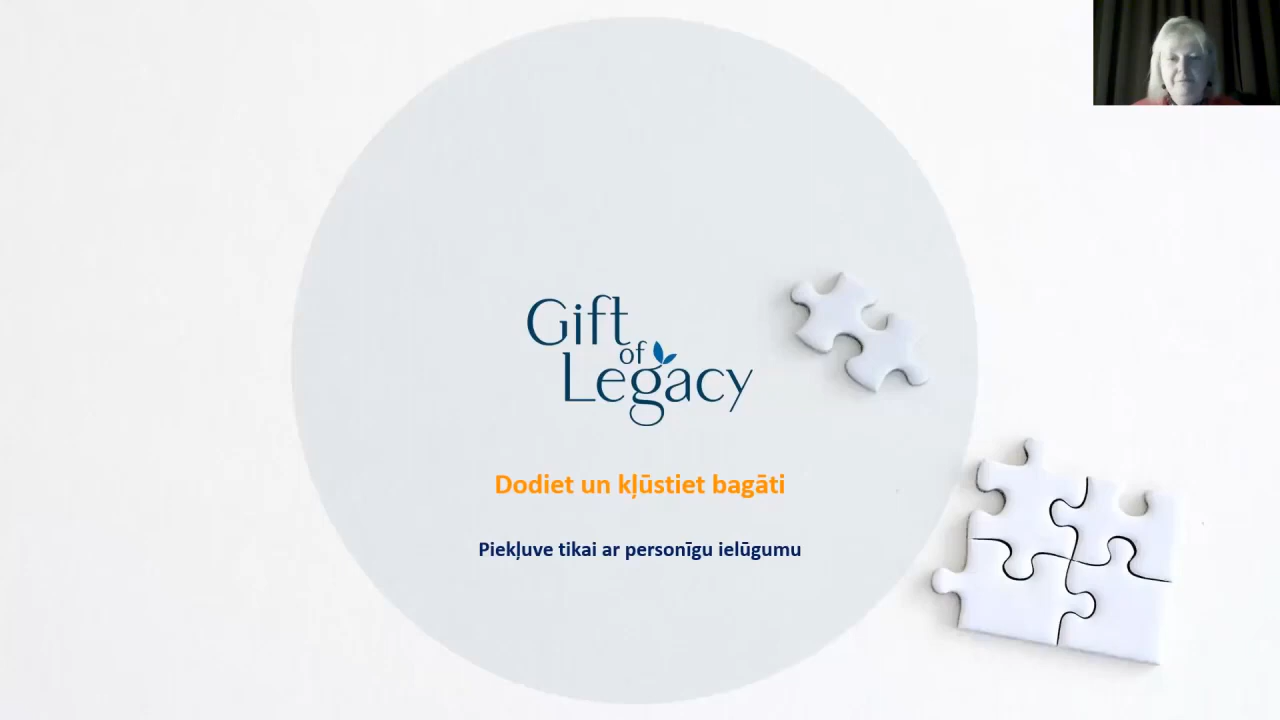 Gift
of
Legacy
Dodiet un kļūstiet bagāti
Piekļuve tikai ar personīgu ielūgumu